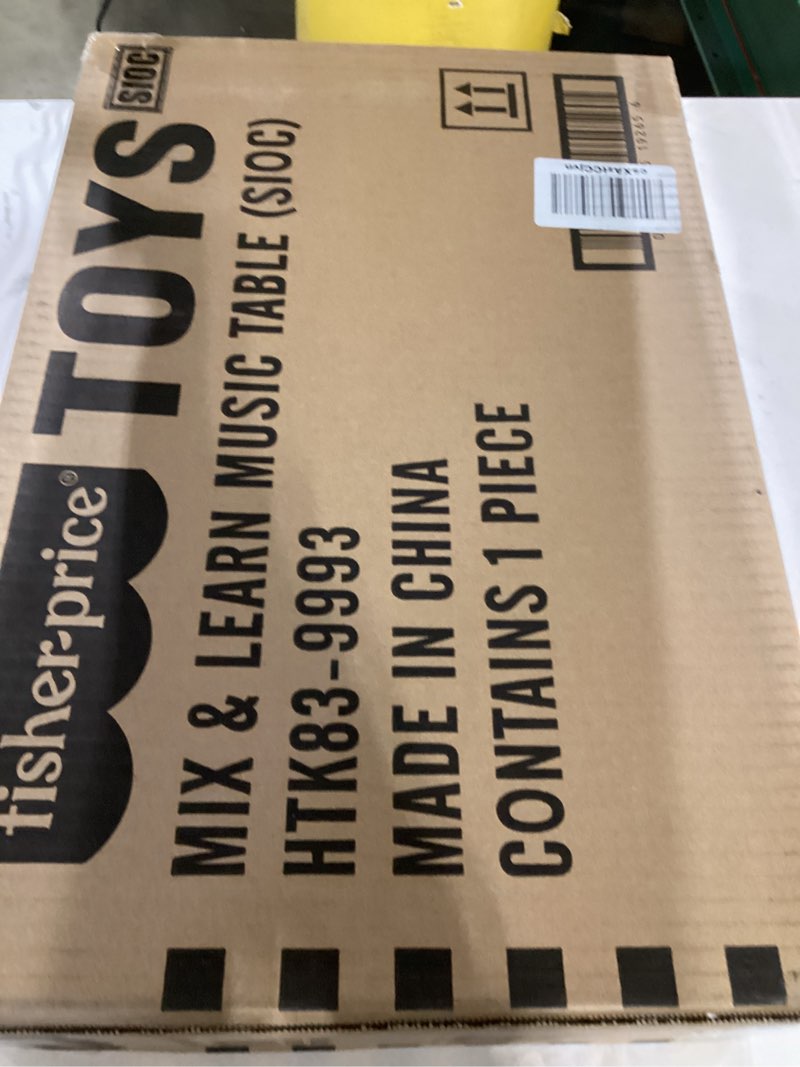 fisher-price® TOYS
SIOC
MIX & LEARN MUSIC TABLE (SIOC)
HTK83-9993
MADE IN CHINA
CONTAINS 1 PIECE